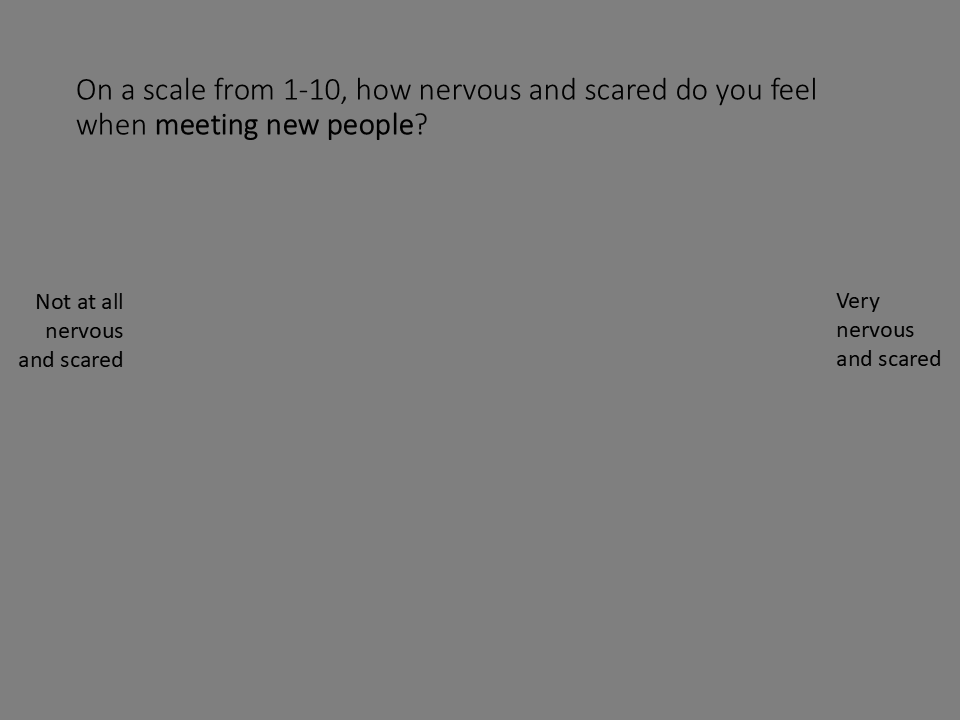 On a scale from 1-10, how nervous and scared do you feel
when meeting new people?
Not at all
nervous
and scared
Very
nervous
and scared